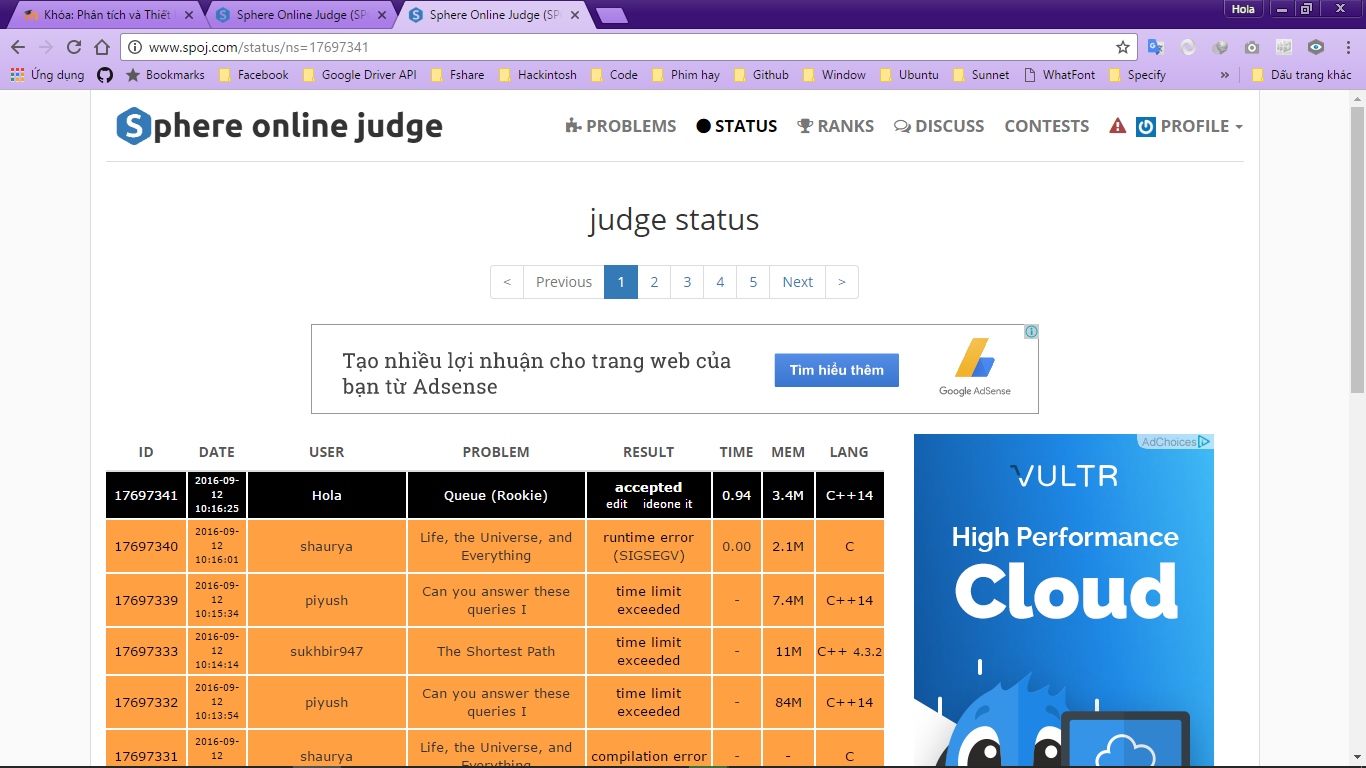 Khóa: Phân tích và Thiết
Sphere Online Judge (SP
Sphere Online Judge (SP
Hola
www.spoj.com/status/ns=17697341
Ứng dụng Bookmarks Facebook Google Driver API Fshare Hackintosh Code Phim hay Github Window Ubuntu Sunnet WhatFont Specify » Dấu trang khác
Sphere online judge
PROBLEMS STATUS RANKS DISCUSS CONTESTS PROFILE
judge status
< Previous 1 2 3 4 5 Next >
Tạo nhiều lợi nhuận cho trang web của
bạn từ Adsense
Tìm hiểu thêm
Google AdSense
ID DATE USER PROBLEM RESULT TIME MEM LANG
17697341 2016-09-12 10:16:25 Hola Queue (Rookie) accepted edit ideone it 0.94 3.4M C++14
17697340 2016-09-12 10:16:01 shaurya Life, the Universe, and Everything runtime error (SIGSEGV) 0.00 2.1M C
17697339 2016-09-12 10:15:34 piyush Can you answer these queries I time limit exceeded - 7.4M C++14
17697333 2016-09-12 10:14:14 sukhbir947 The Shortest Path time limit exceeded - 11M C++ 4.3.2
17697332 2016-09-12 10:13:54 piyush Can you answer these queries I time limit exceeded - 84M C++14
17697331 2016-09-12 shaurya Life, the Universe, and Everything compilation error - - C
AdChoices
VULTR
High Performance
Cloud